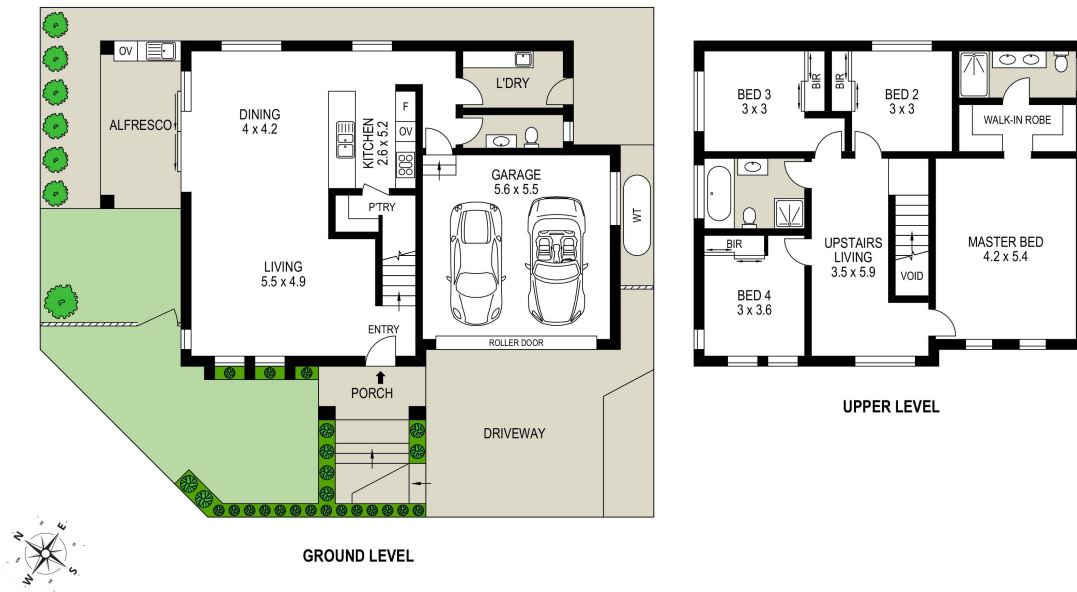 OV
L'DRY
ALFRESCO
DINING
4 x 4.2
KITCHEN
2.6 x 5.2
F
OV
P'TRY
GARAGE
5.6 x 5.5
WT
LIVING
5.5 x 4.9
ENTRY
ROLLER DOOR
PORCH
DRIVEWAY
GROUND LEVEL
N
E
S
W
BED 3
3 x 3
BIR
BIR
BED 2
3 x 3
WALK-IN ROBE
BIR
UPSTAIRS
LIVING
3.5 x 5.9
VOID
MASTER BED
4.2 x 5.4
BED 4
3 x 3.6
UPPER LEVEL